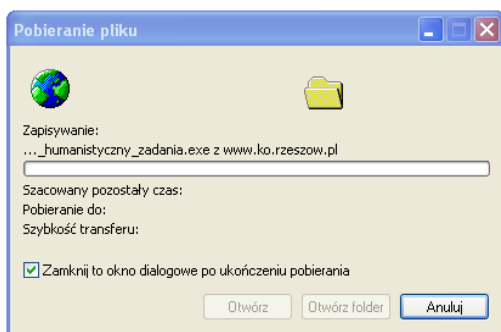 Pobieranie pliku
Zapisywanie:
..._humanistyczny_zadania.exe z www.ko.rzeszow.pl
Szacowany pozostały czas:
Pobieranie do:
Szybkość transferu:
Zamknij to okno dialogowe po ukończeniu pobierania
Otwórz Otwórz folder Anuluj